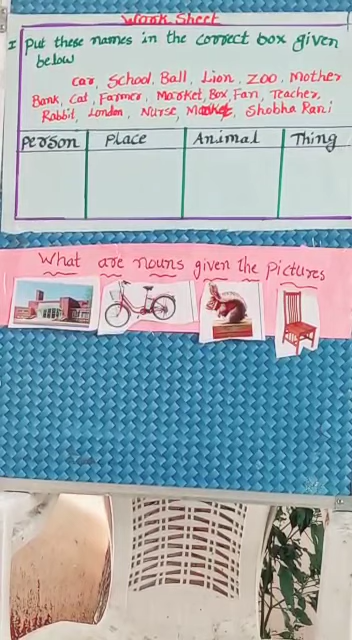 Work Sheet
I Put these names in the correct box given
below
Car, School, Ball, Lion, Zoo, Mother
Bank, Cat, Farmer, Market, Box, Fan, Teacher,
Rabbit, London, Nurse, Market, Shobha Rani
Person Place Animal Thing
What are nouns given the Pictures